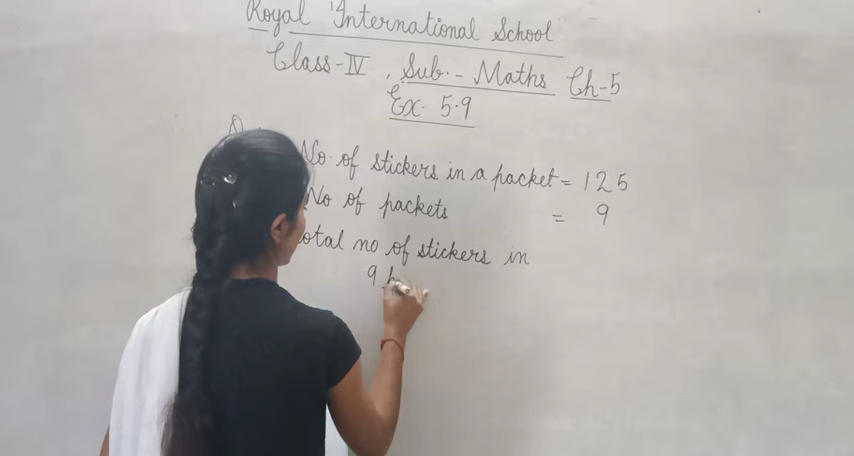 Royal International School
Class-IV, Sub.- Maths Ch-5
Ex. 5.9
No. of stickers in a packet = 125
No of packets = 9
otal no of stickers in
9